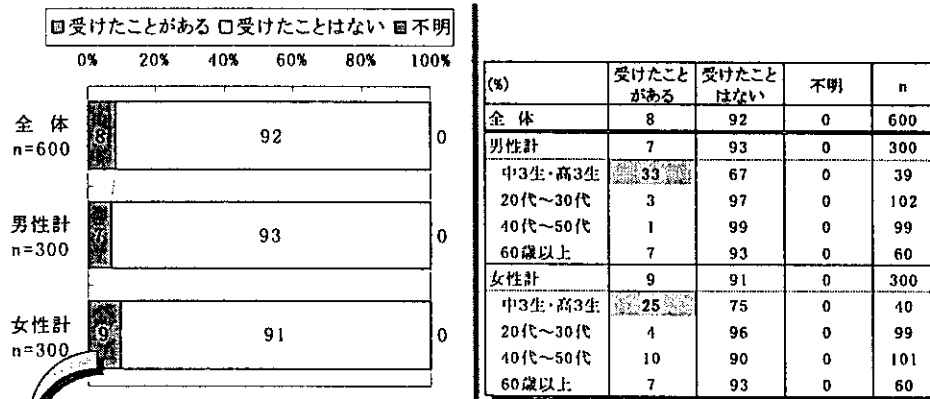 受けたことがある 受けたことはない 不明
0% 20% 40% 60% 80% 100%
全体 n=600 8 92 0
男性計 n=300 7 93 0
女性計 n=300 9 91 0
(%) 受けたことがある 受けたことはない 不明 n
全体 8 92 0 600
男性計 7 93 0 300
中3生・高3生 33 67 0 39
20代～30代 3 97 0 102
40代～50代 1 99 0 99
60歳以上 7 93 0 60
女性計 9 91 0 300
中3生・高3生 25 75 0 40
20代～30代 4 96 0 99
40代～50代 10 90 0 101
60歳以上 7 93 0 60